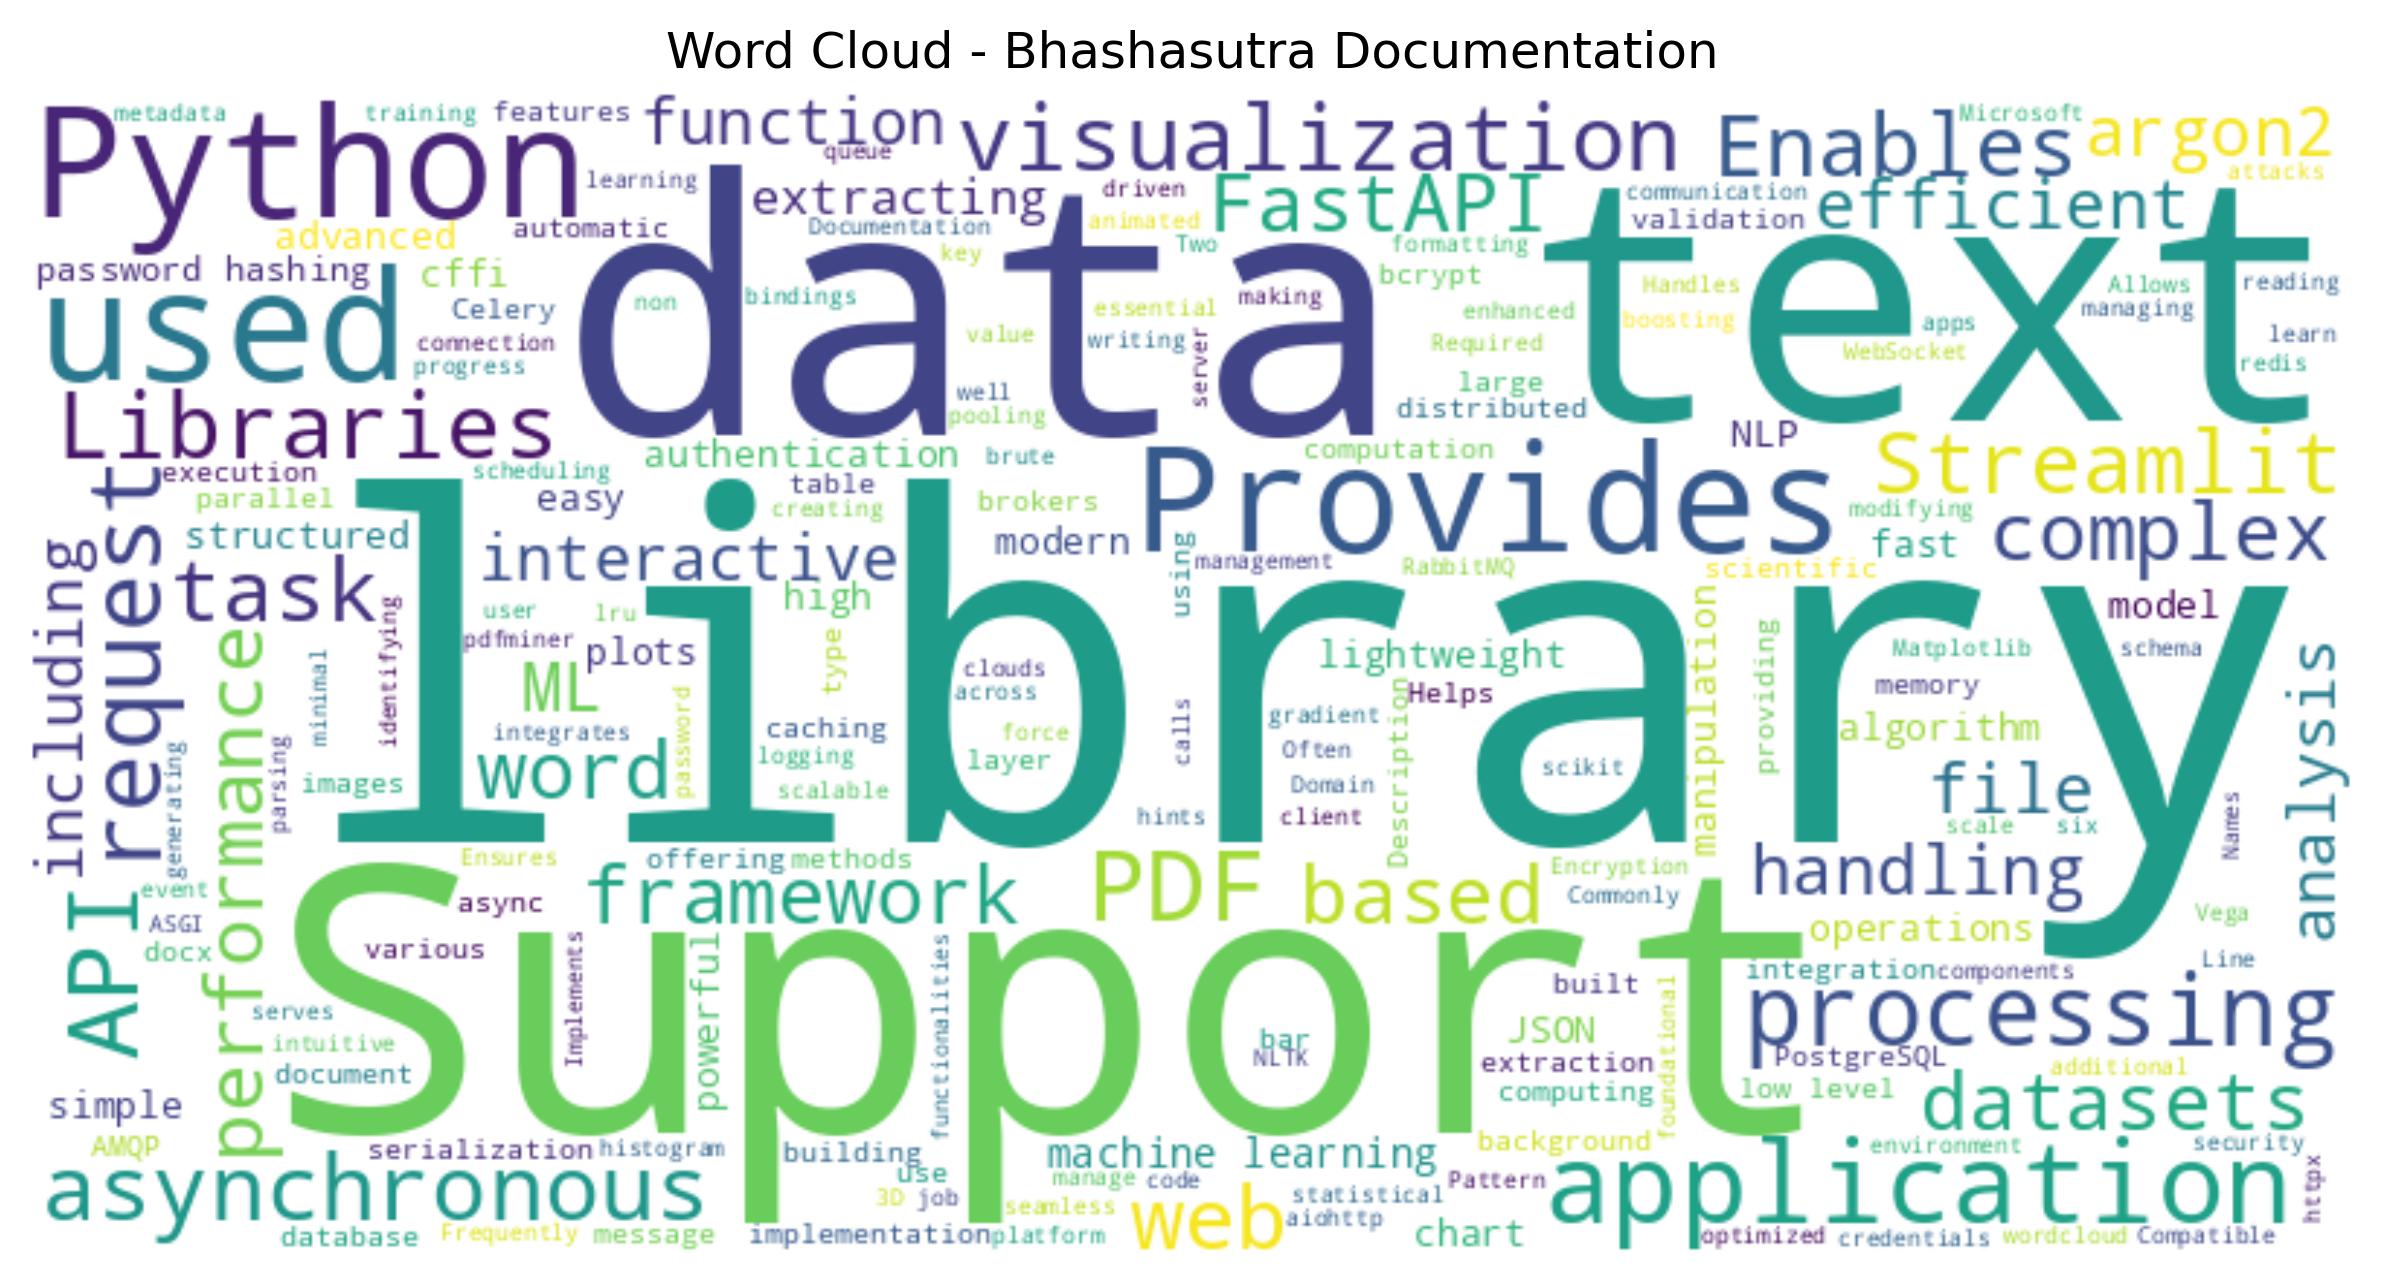 Word Cloud - Bhashasutra Documentation
Python
metadata
training
features
function
queue
visualization
Enables
Microsoft
argon2
attacks
learning
extracting
driven
FastAPI
communication
validation
efficient
advanced
automatic
Documentation
animated
key
Two
formatting
bcrypt
text
data
password hashing
cffi
used
Celery
connection
progress
non
bindings
essential
making
value
writing
server
enhanced
Required
Handles
boosting
Allows
reading
managing
apps
WebSocket
learn
redis
well
pooling
large
distributed
Libraries
NLP
authentication
brute
computation
Provides
Streamlit
execution
scheduling
parallel
easy
table
creating
brokers
modifying
structured
interactive
modern
using
management
RabbitMQ
scientific
fast
complex
request
including
task
identifying
user
lru
high
library
model
pdfminer
plots
type
clouds
across
lightweight
Helps
manipulation
providing
Matplotlib
schema
memory
analysis
performance
minimal
ML
integrates
password
caching
force
logging
layer
calls
gradient
Often
Description
algorithm
generating
parsing
images
word
scalable
Domain
scikit
file
hints
client
scale
six
Names
Ensures
offering
methods
PDF
based
Encryption
Commonly
handling
API
event
ASGI
docx
async
framework
operations
Vega
various
Implements
powerful
functionalities
Support
integration
components
Line
built
serves
intuitive
document
bar
NLTK
JSON
extraction
computing
foundational
processing
PostgreSQL
additional
low level
datasets
simple
AMQP
serialization
histogram
building
use
machine learning
background
environment
security
asynchronous
3D
job
manage
code
seamless
statistical
Pattern
application
httpx
web
aiohttp
database
Frequently
message
implementation
platform
chart
optimized
credentials
wordcloud
Compatible